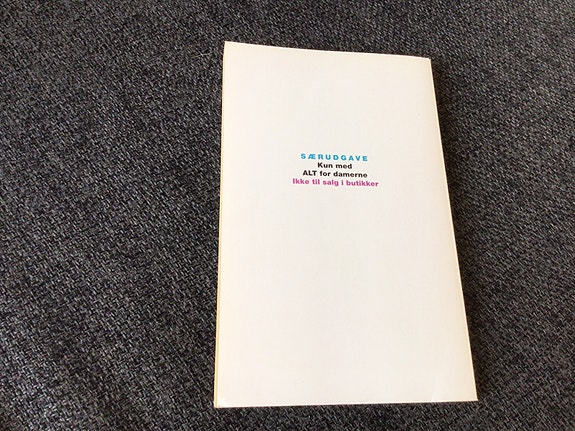 SÆRUDGAVE
Kun med
ALT for damerne
Ikke til salg i butikker